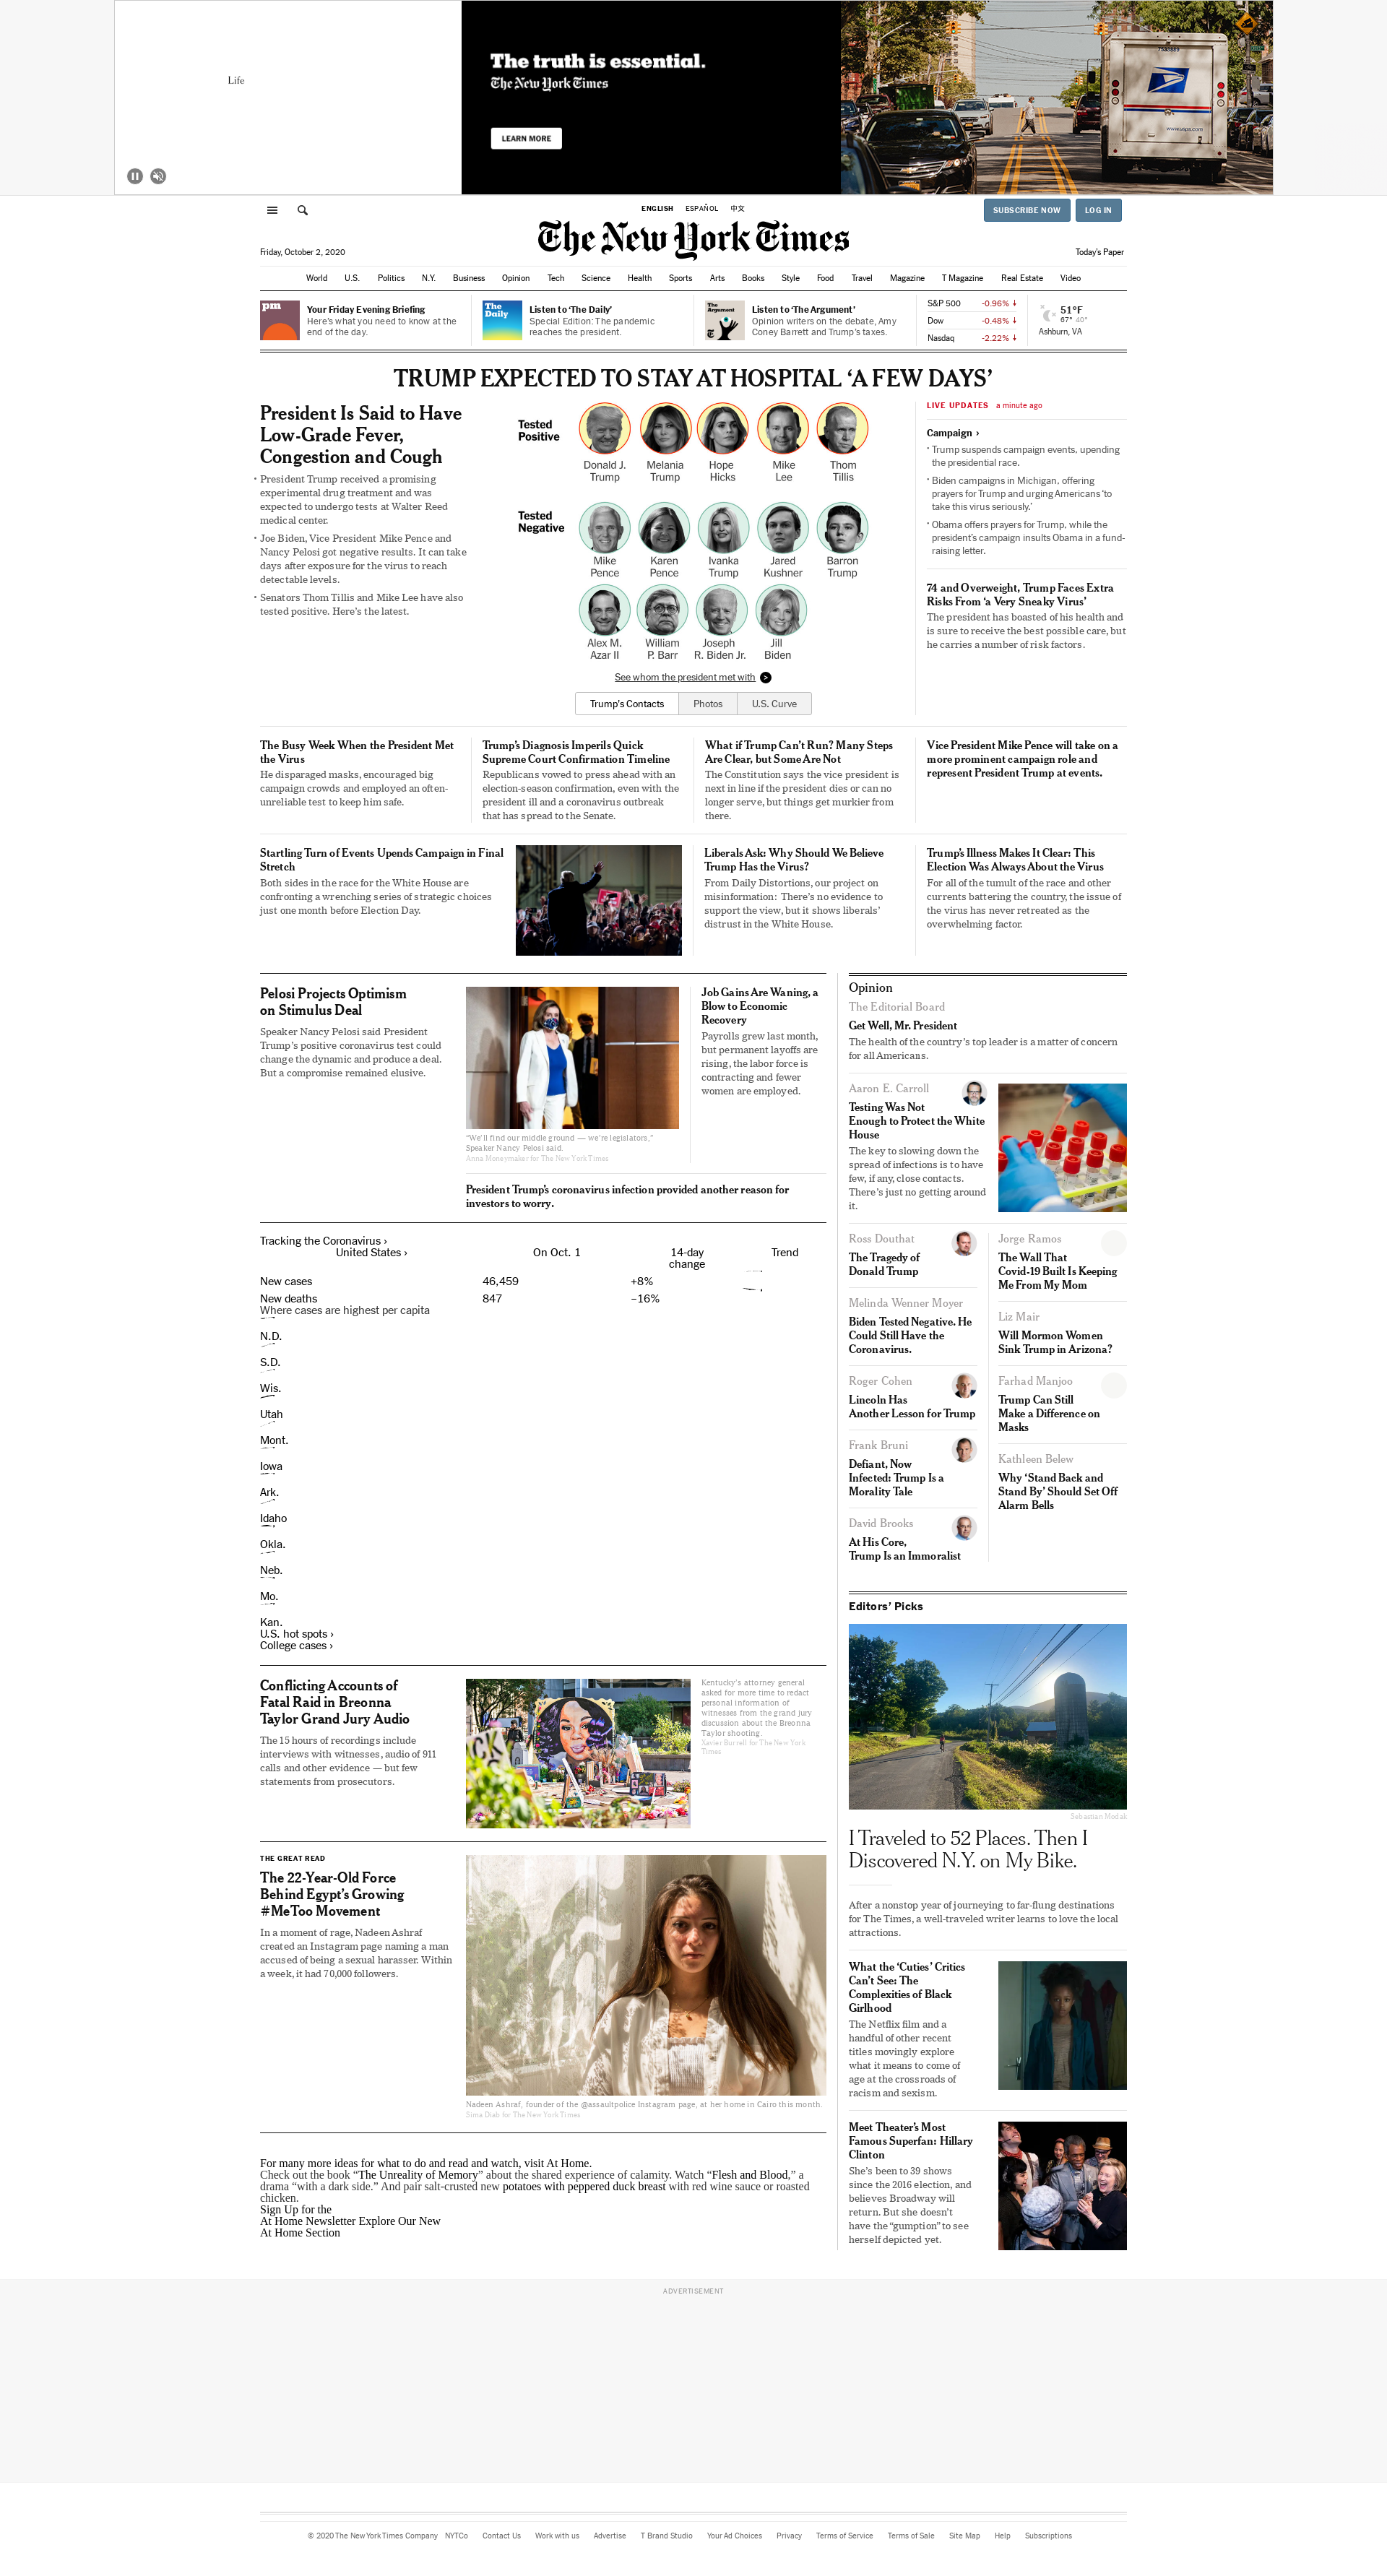 Life
The truth is essential.
The New York Times
LEARN MORE
ENGLISH ESPAÑOL 中文
SUBSCRIBE NOW LOG IN
The New York Times
Friday, October 2, 2020
Today's Paper
World U.S. Politics N.Y. Business Opinion Tech Science Health Sports Arts Books Style Food Travel Magazine T Magazine Real Estate Video
pm
Your Friday Evening Briefing
Here's what you need to know at the
end of the day.
The
Daily
Listen to 'The Daily'
Special Edition: The pandemic
reaches the president.
The
Argument
Listen to 'The Argument'
Opinion writers on the debate, Amy
Coney Barrett and Trump's taxes.
S&P 500 -0.96% ↓
Dow -0.48% ↓
Nasdaq -2.22% ↓
51°F
67° 40°
Ashburn, VA
TRUMP EXPECTED TO STAY AT HOSPITAL ‘A FEW DAYS’
President Is Said to Have
Low-Grade Fever,
Congestion and Cough
• President Trump received a promising
experimental drug treatment and was
expected to undergo tests at Walter Reed
medical center.
• Joe Biden, Vice President Mike Pence and
Nancy Pelosi got negative results. It can take
days after exposure for the virus to reach
detectable levels.
• Senators Thom Tillis and Mike Lee have also
tested positive. Here's the latest.
Tested
Positive
Donald J.
Trump
Melania
Trump
Hope
Hicks
Mike
Lee
Thom
Tillis
Tested
Negative
Mike
Pence
Karen
Pence
Ivanka
Trump
Jared
Kushner
Barron
Trump
Alex M.
Azar II
William
P. Barr
Joseph
R. Biden Jr.
Jill
Biden
See whom the president met with >
Trump's Contacts Photos U.S. Curve
LIVE UPDATES a minute ago
Campaign ›
• Trump suspends campaign events, upending
the presidential race.
• Biden campaigns in Michigan, offering
prayers for Trump and urging Americans ‘to
take this virus seriously.’
• Obama offers prayers for Trump, while the
president's campaign insults Obama in a fund-
raising letter.
74 and Overweight, Trump Faces Extra
Risks From ‘a Very Sneaky Virus’
The president has boasted of his health and
is sure to receive the best possible care, but
he carries a number of risk factors.
The Busy Week When the President Met
the Virus
He disparaged masks, encouraged big
campaign crowds and employed an often-
unreliable test to keep him safe.
Trump's Diagnosis Imperils Quick
Supreme Court Confirmation Timeline
Republicans vowed to press ahead with an
election-season confirmation, even with the
president ill and a coronavirus outbreak
that has spread to the Senate.
What if Trump Can't Run? Many Steps
Are Clear, but Some Are Not
The Constitution says the vice president is
next in line if the president dies or can no
longer serve, but things get murkier from
there.
Vice President Mike Pence will take on a
more prominent campaign role and
represent President Trump at events.
Startling Turn of Events Upends Campaign in Final
Stretch
Both sides in the race for the White House are
confronting a wrenching series of strategic choices
just one month before Election Day.
Liberals Ask: Why Should We Believe
Trump Has the Virus?
From Daily Distortions, our project on
misinformation: There's no evidence to
support the view, but it shows liberals'
distrust in the White House.
Trump's Illness Makes It Clear: This
Election Was Always About the Virus
For all of the tumult of the race and other
currents battering the country, the issue of
the virus has never retreated as the
overwhelming factor.
Pelosi Projects Optimism
on Stimulus Deal
Speaker Nancy Pelosi said President
Trump's positive coronavirus test could
change the dynamic and produce a deal.
But a compromise remained elusive.
“We'll find our middle ground — we're legislators,”
Speaker Nancy Pelosi said.
Anna Moneymaker for The New York Times
Job Gains Are Waning, a
Blow to Economic
Recovery
Payrolls grew last month,
but permanent layoffs are
rising, the labor force is
contracting and fewer
women are employed.
President Trump's coronavirus infection provided another reason for
investors to worry.
Tracking the Coronavirus ›
United States › On Oct. 1 14-day
change Trend
New cases 46,459 +8%
New deaths 847 –16%
Where cases are highest per capita
N.D.
S.D.
Wis.
Utah
Mont.
Iowa
Ark.
Idaho
Okla.
Neb.
Mo.
Kan.
U.S. hot spots ›
College cases ›
Conflicting Accounts of
Fatal Raid in Breonna
Taylor Grand Jury Audio
The 15 hours of recordings include
interviews with witnesses, audio of 911
calls and other evidence — but few
statements from prosecutors.
Kentucky's attorney general
asked for more time to redact
personal information of
witnesses from the grand jury
discussion about the Breonna
Taylor shooting.
Xavier Burrell for The New York
Times
THE GREAT READ
The 22-Year-Old Force
Behind Egypt's Growing
#MeToo Movement
In a moment of rage, Nadeen Ashraf
created an Instagram page naming a man
accused of being a sexual harasser. Within
a week, it had 70,000 followers.
Nadeen Ashraf, founder of the @assaultpolice Instagram page, at her home in Cairo this month.
Sima Diab for The New York Times
For many more ideas for what to do and read and watch, visit At Home.
Check out the book “The Unreality of Memory” about the shared experience of calamity. Watch “Flesh and Blood,” a
drama “with a dark side.” And pair salt-crusted new potatoes with peppered duck breast with red wine sauce or roasted
chicken.
Sign Up for the
At Home Newsletter Explore Our New
At Home Section
Opinion
The Editorial Board
Get Well, Mr. President
The health of the country's top leader is a matter of concern
for all Americans.
Aaron E. Carroll
Testing Was Not
Enough to Protect the White
House
The key to slowing down the
spread of infections is to have
few, if any, close contacts.
There's just no getting around
it.
Ross Douthat
The Tragedy of
Donald Trump
Melinda Wenner Moyer
Biden Tested Negative. He
Could Still Have the
Coronavirus.
Roger Cohen
Lincoln Has
Another Lesson for Trump
Frank Bruni
Defiant, Now
Infected: Trump Is a
Morality Tale
David Brooks
At His Core,
Trump Is an Immoralist
Jorge Ramos
The Wall That
Covid-19 Built Is Keeping
Me From My Mom
Liz Mair
Will Mormon Women
Sink Trump in Arizona?
Farhad Manjoo
Trump Can Still
Make a Difference on
Masks
Kathleen Belew
Why ‘Stand Back and
Stand By’ Should Set Off
Alarm Bells
Editors’ Picks
Sebastian Modak
I Traveled to 52 Places. Then I
Discovered N.Y. on My Bike.
After a nonstop year of journeying to far-flung destinations
for The Times, a well-traveled writer learns to love the local
attractions.
What the ‘Cuties’ Critics
Can't See: The
Complexities of Black
Girlhood
The Netflix film and a
handful of other recent
titles movingly explore
what it means to come of
age at the crossroads of
racism and sexism.
Meet Theater's Most
Famous Superfan: Hillary
Clinton
She's been to 39 shows
since the 2016 election, and
believes Broadway will
return. But she doesn't
have the “gumption” to see
herself depicted yet.
ADVERTISEMENT
© 2020 The New York Times Company NYTCo Contact Us Work with us Advertise T Brand Studio Your Ad Choices Privacy Terms of Service Terms of Sale Site Map Help Subscriptions